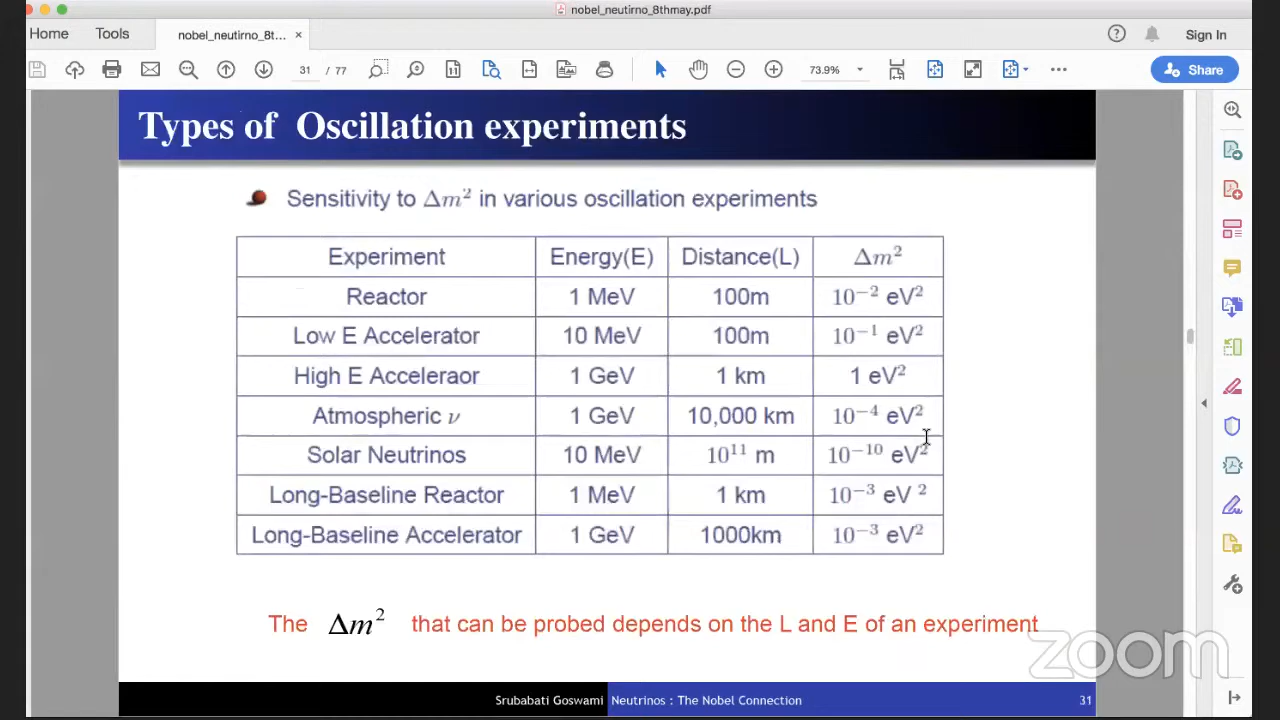 nobel_neutirno_8thmay.pdf
Home Tools nobel_neutirno_8t... × Sign In
31 / 77 73.9% Share
Types of Oscillation experiments
Sensitivity to Δm² in various oscillation experiments
Experiment Energy(E) Distance(L) Δm²
Reactor 1 MeV 100m 10⁻² eV²
Low E Accelerator 10 MeV 100m 10⁻¹ eV²
High E Acceleraor 1 GeV 1 km 1 eV²
Atmospheric ν 1 GeV 10,000 km 10⁻⁴ eV²
Solar Neutrinos 10 MeV 10¹¹ m 10⁻¹⁰ eV²
Long-Baseline Reactor 1 MeV 1 km 10⁻³ eV ²
Long-Baseline Accelerator 1 GeV 1000km 10⁻³ eV²
The Δm² that can be probed depends on the L and E of an experiment
zoom
Srubabati Goswami Neutrinos : The Nobel Connection 31